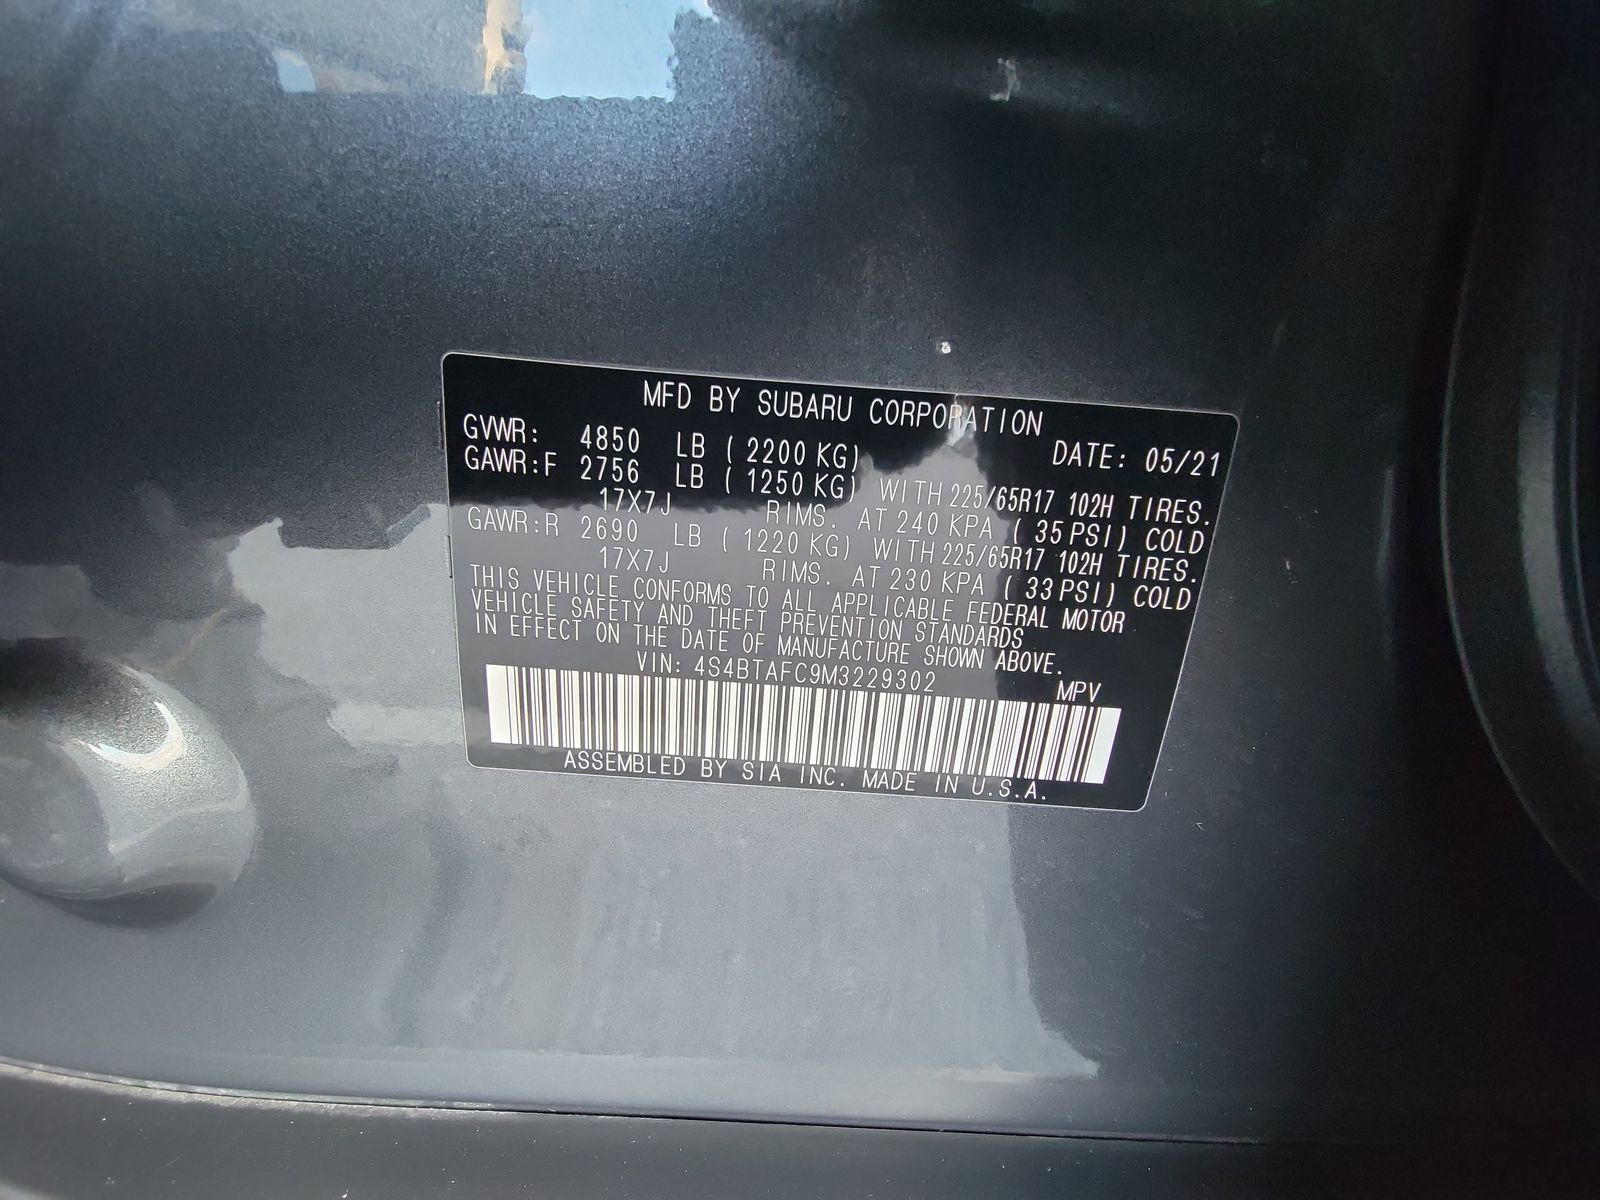 MFD BY SUBARU CORPORATION
DATE: 05/21
GVWR: 4850 LB ( 2200 KG)
GAWR:F 2756 LB ( 1250 KG) WITH 225/65R17 102H TIRES.
17X7J RIMS. AT 240 KPA ( 35 PSI) COLD
GAWR:R 2690 LB ( 1220 KG) WITH 225/65R17 102H TIRES.
17X7J RIMS. AT 230 KPA ( 33 PSI) COLD
THIS VEHICLE CONFORMS TO ALL APPLICABLE FEDERAL MOTOR
VEHICLE SAFETY AND THEFT PREVENTION STANDARDS
IN EFFECT ON THE DATE OF MANUFACTURE SHOWN ABOVE.
VIN: 4S4BTAFC9M3229302 MPV
ASSEMBLED BY SIA INC. MADE IN U.S.A.